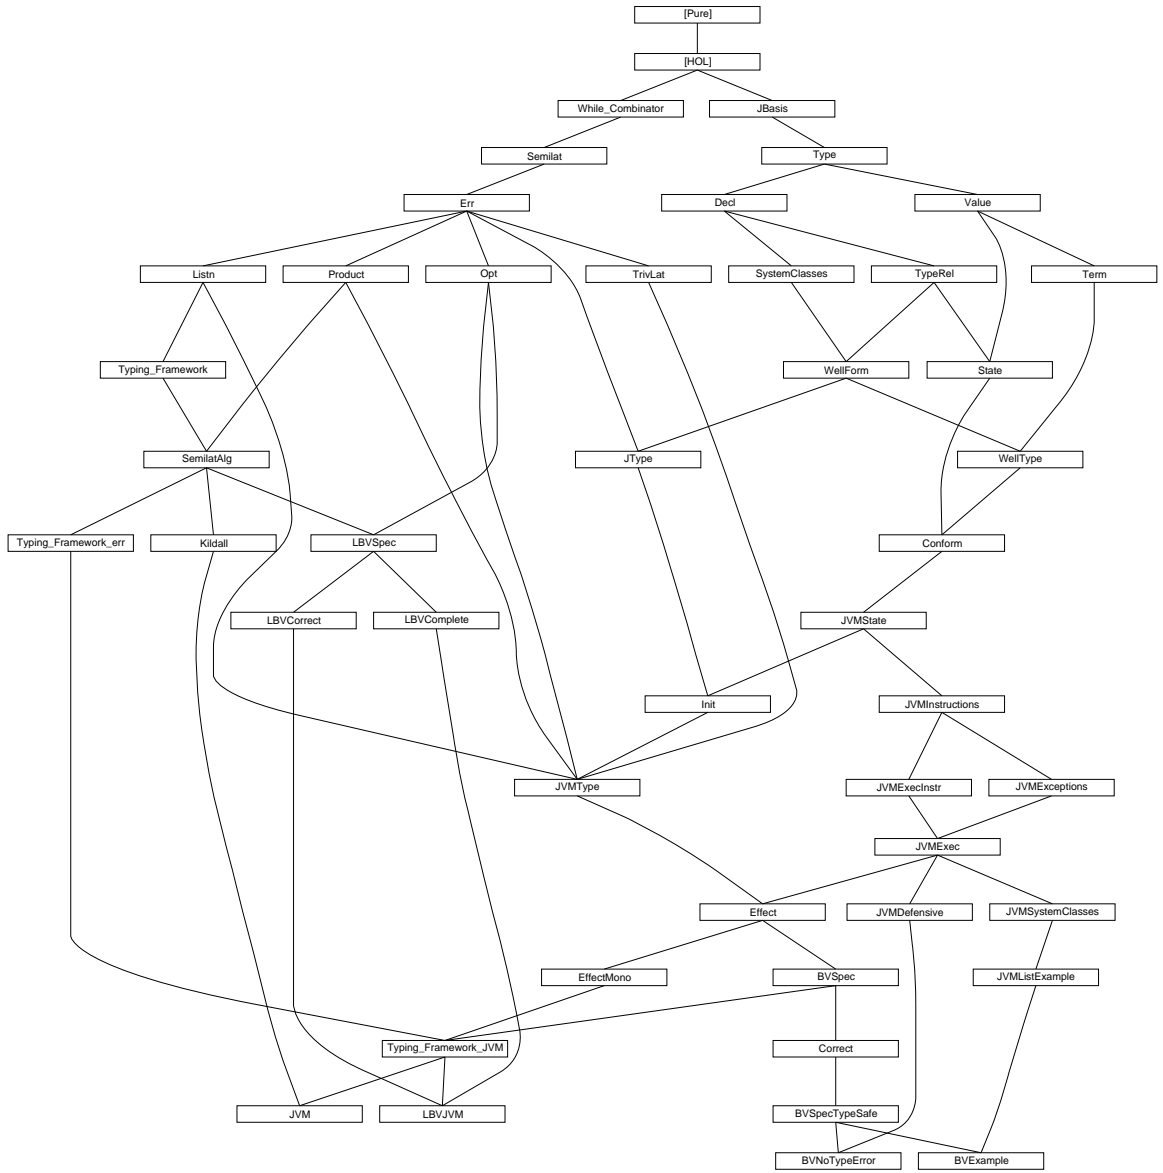 [Pure]
[HOL]
While_Combinator
JBasis
Semilat
Type
Err
Decl
Value
Listn
Product
Opt
TrivLat
SystemClasses
TypeRel
Term
Typing_Framework
WellForm
State
SemilatAlg
JType
WellType
Typing_Framework_err
Kildall
LBVSpec
Conform
LBVCorrect
LBVComplete
JVMState
Init
JVMInstructions
JVMType
JVMExecInstr
JVMExceptions
JVMExec
Effect
JVMDefensive
JVMSystemClasses
EffectMono
BVSpec
JVMListExample
Typing_Framework_JVM
Correct
JVM
LBVJVM
BVSpecTypeSafe
BVNoTypeError
BVExample